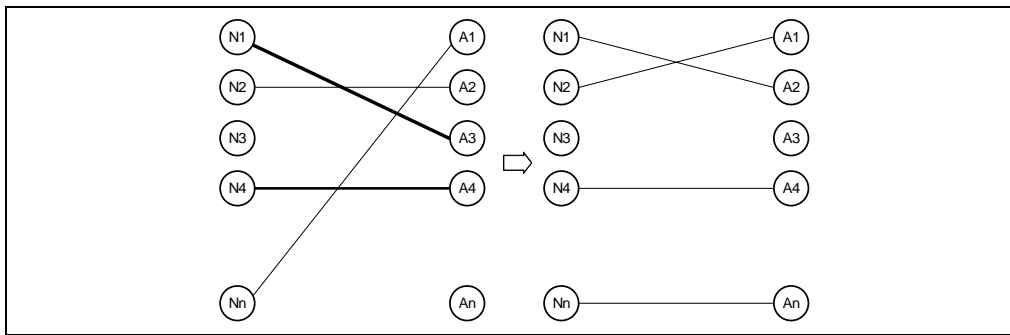 N1 A1 N1 A1
N2 A2 N2 A2
N3 A3 N3 A3
N4 A4 N4 A4
Nn An Nn An